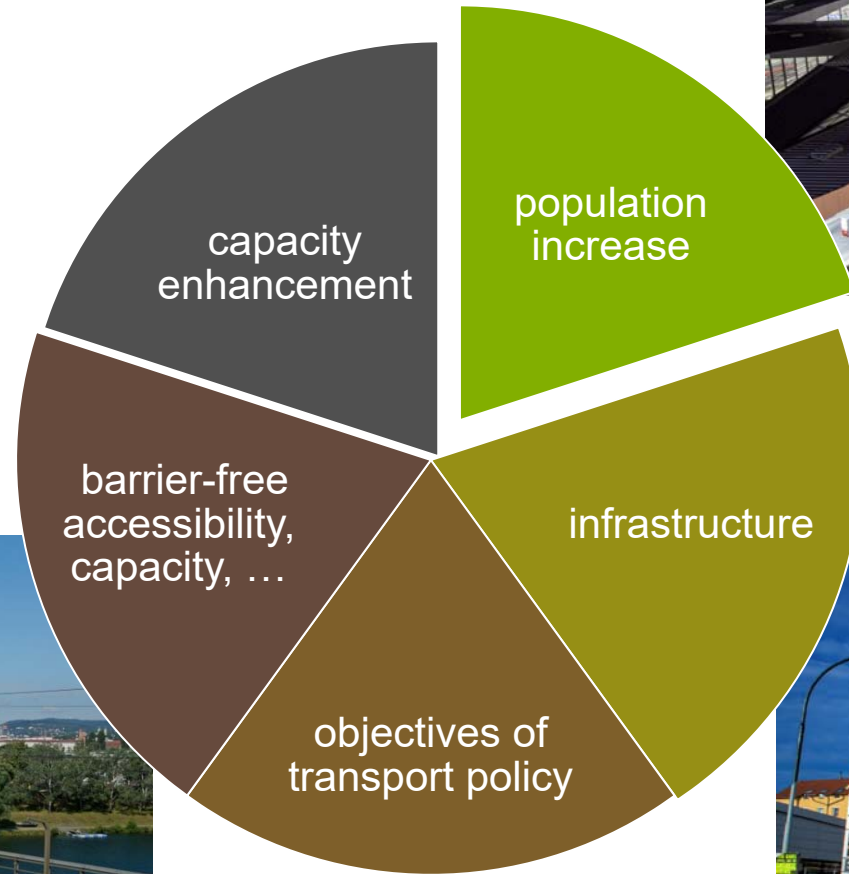 population
increase
infrastructure
objectives of
transport policy
barrier-free
accessibility,
capacity, …
capacity
enhancement